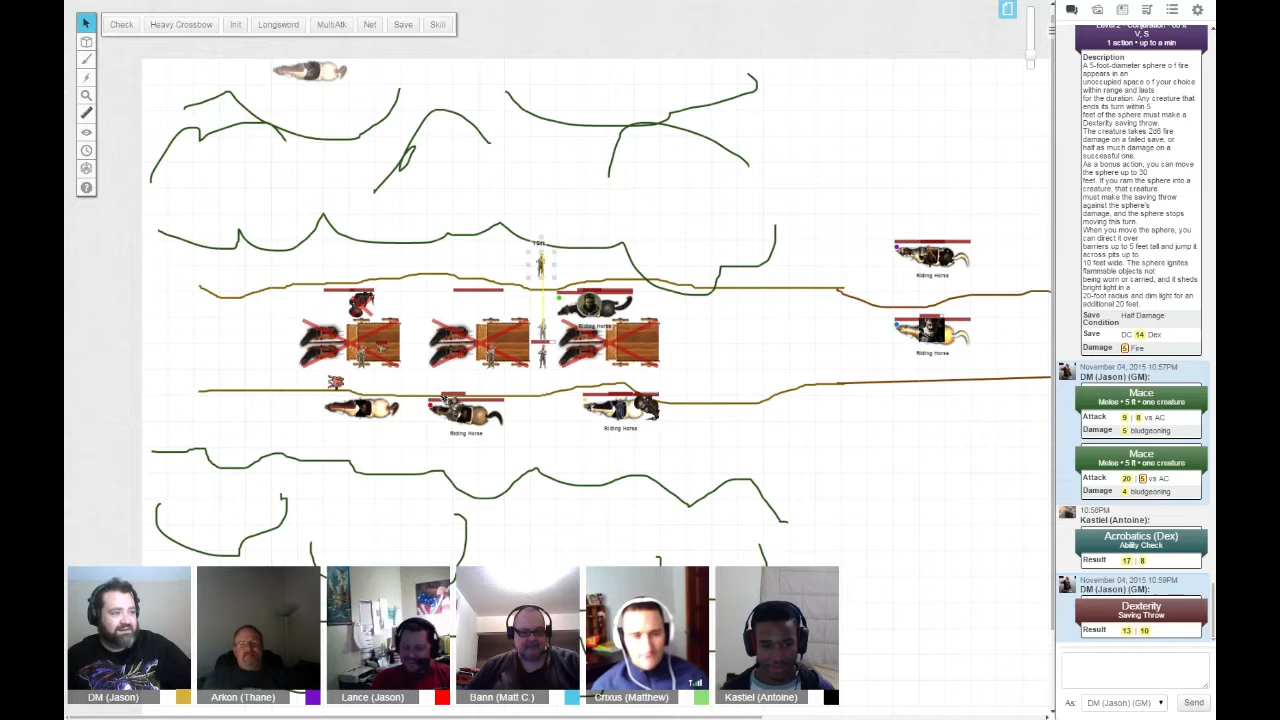 Check Heavy Crossbow Init Longsword MultiAtk Net Save Skill
15ft
Riding Horse
Riding Horse
Riding Horse
Riding Horse
Riding Horse
DM (Jason)
Arkon (Thane)
Lance (Jason)
Bann (Matt C.)
Crixus (Matthew)
Kastiel (Antoine)
V, S
1 action • up to a min
Description
A 5-foot-diameter sphere o f fire
appears in an
unoccupied space o f your choice
within range and lasts
for the duration. Any creature that
ends its turn within 5
feet of the sphere must make a
Dexterity saving throw.
The creature takes 2d6 fire
damage on a failed save, or
half as much damage on a
successful one.
As a bonus action, you can move
the sphere up to 30
feet. If you ram the sphere into a
creature, that creature
must make the saving throw
against the sphere's
damage, and the sphere stops
moving this turn.
When you move the sphere, you
can direct it over
barriers up to 5 feet tall and jump it
across pits up to
10 feet wide. The sphere ignites
flammable objects not
being worn or carried, and it sheds
bright light in a
20-foot radius and dim light for an
additional 20 feet.
Save Condition Half Damage
Save DC 14 Dex
Damage 5 Fire
November 04, 2015 10:57PM
DM (Jason) (GM):
Mace
Melee • 5 ft • one creature
Attack 9 | 8 vs AC
Damage 5 bludgeoning
Mace
Melee • 5 ft • one creature
Attack 20 | 5 vs AC
Damage 4 bludgeoning
10:58PM
Kastiel (Antoine):
Acrobatics (Dex)
Ability Check
Result 17 | 8
November 04, 2015 10:59PM
DM (Jason) (GM):
Dexterity
Saving Throw
Result 13 | 10
As: DM (Jason) (GM) Send